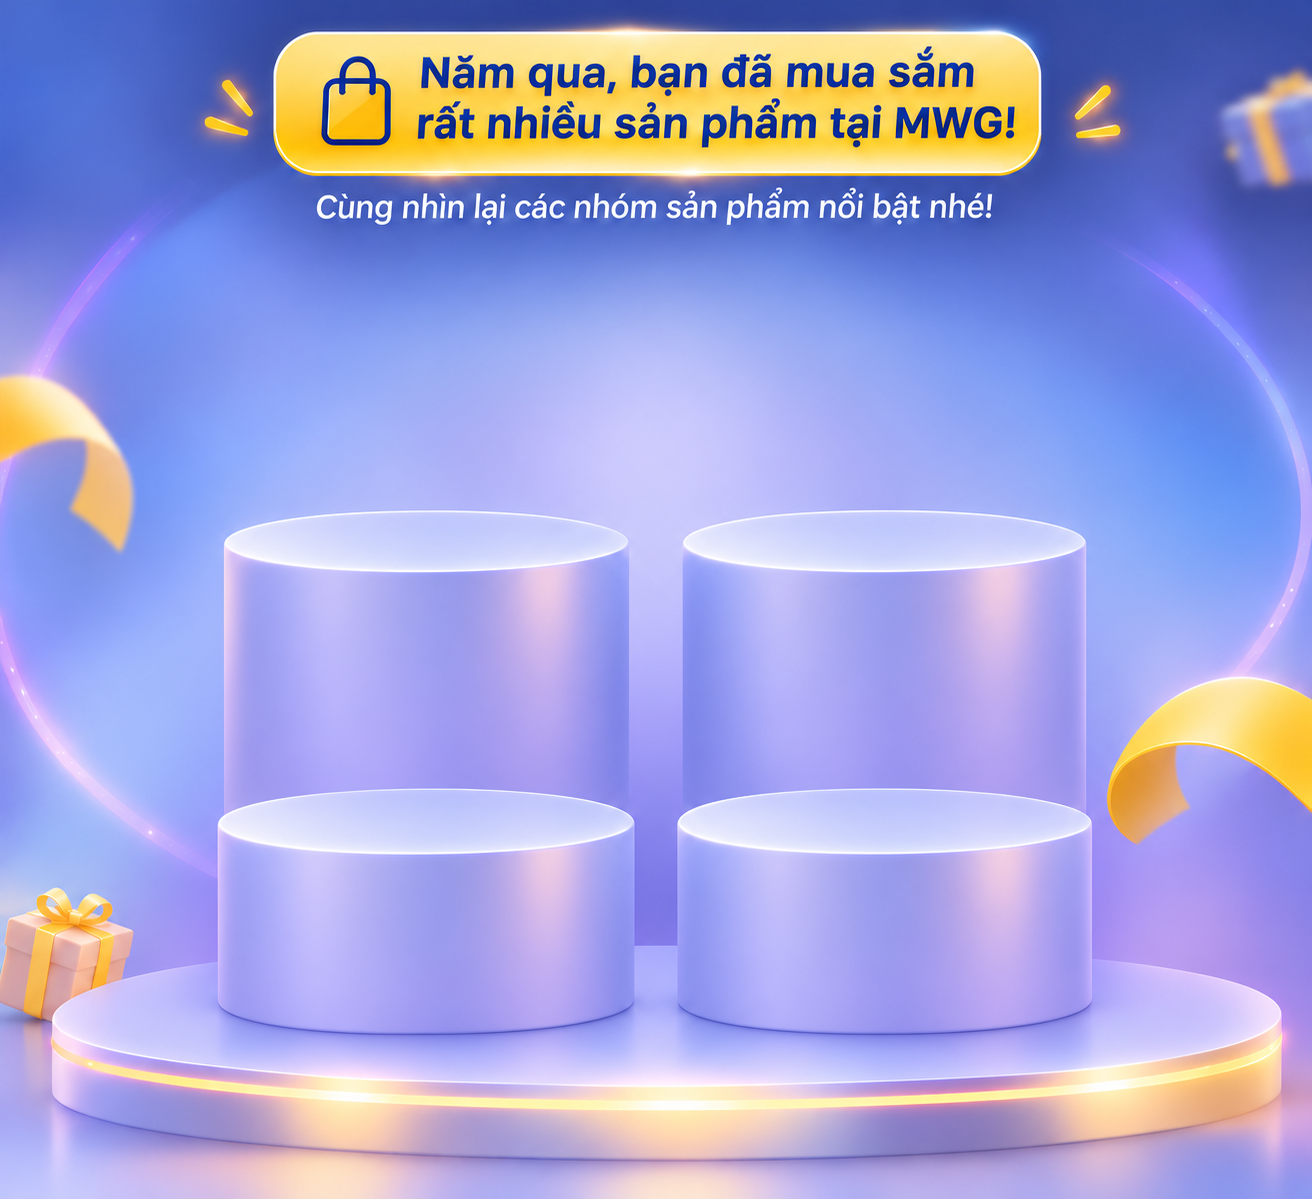 Năm qua, bạn đã mua sắm
rất nhiều sản phẩm tại MWG!
Cùng nhìn lại các nhóm sản phẩm nổi bật nhé!